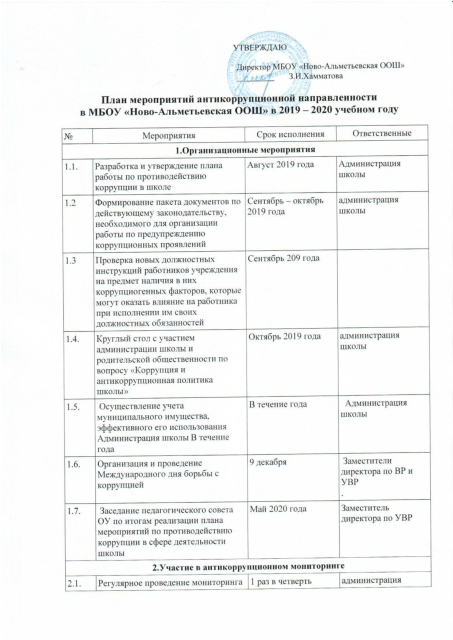 УТВЕРЖДАЮ
Директор МБОУ «Ново-Альметьевская ООШ»
З.И.Хамматова
План мероприятий антикоррупционной направленности
в МБОУ «Ново-Альметьевская ООШ» в 2019 – 2020 учебном году
№ Мероприятия Срок исполнения Ответственные
1.Организационные мероприятия
1.1. Разработка и утверждение плана Август 2019 года Администрация
работы по противодействию школы
коррупции в школе
1.2 Формирование пакета документов по Сентябрь – октябрь администрация
действующему законодательству, 2019 года школы
необходимого для организации
работы по предупреждению
коррупционных проявлений
1.3 Проверка новых должностных Сентябрь 209 года
инструкций работников учреждения
на предмет наличия в них
коррупциогенных факторов, которые
могут оказать влияние на работника
при исполнении им своих
должностных обязанностей
1.4. Круглый стол с участием Октябрь 2019 года администрация
администрации школы и школы
родительской общественности по
вопросу «Коррупция и
антикоррупционная политика
школы»
1.5. Осуществление учета В течение года Администрация
муниципального имущества, школы
эффективного его использования
Администрация школы В течение
года
1.6. Организация и проведение 9 декабря Заместители
Международного дня борьбы с директора по ВР и
коррупцией УВР
.
1.7. Заседание педагогического совета Май 2020 года Заместитель
ОУ по итогам реализации плана директора по УВР
мероприятий по противодействию
коррупции в сфере деятельности
школы
2.Участие в антикоррупционном мониторинге
2.1. Регулярное проведение мониторинга 1 раз в четверть администрация